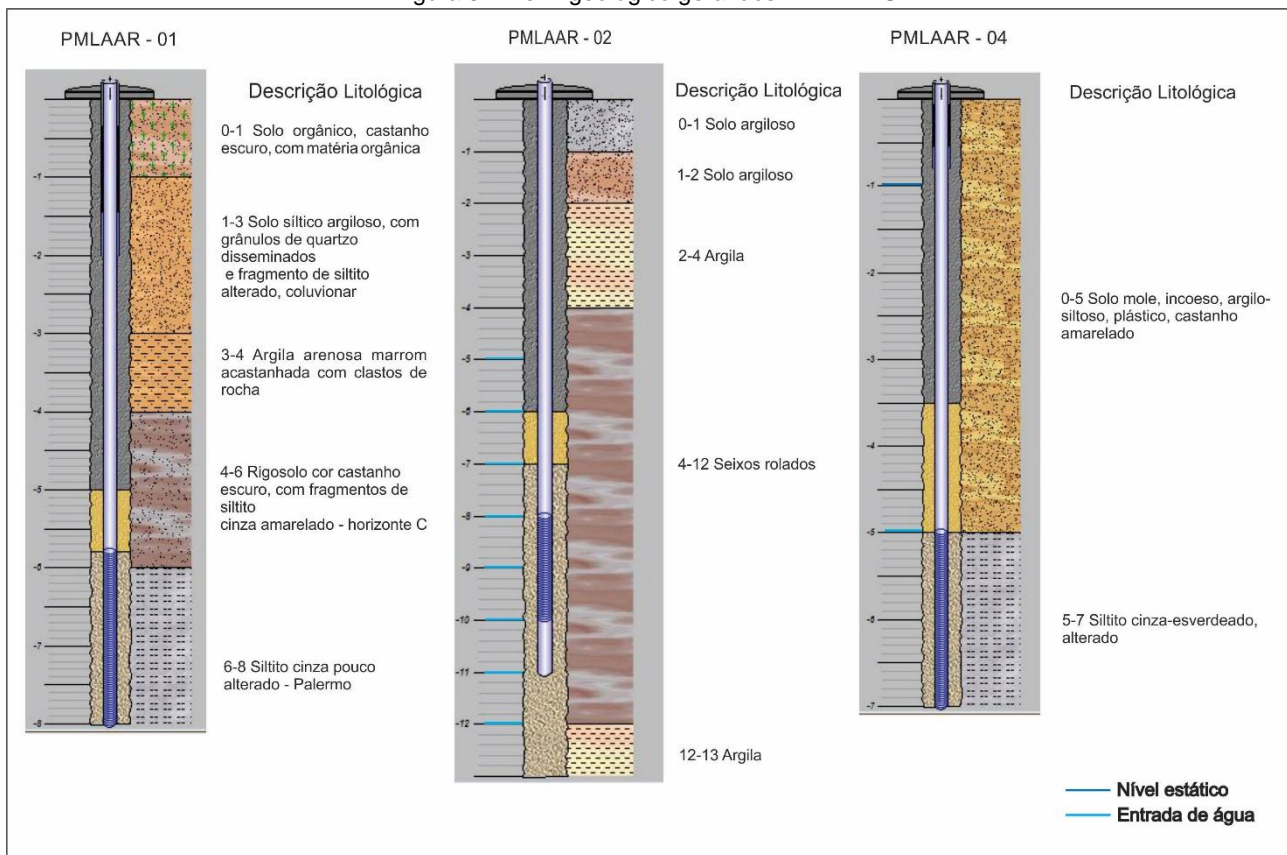 PMLAAR - 01
Descrição Litológica
0-1 Solo orgânico, castanho
escuro, com matéria orgânica
1-3 Solo síltico argiloso, com
grânulos de quartzo
disseminados
e fragmento de siltito
alterado, coluvionar
3-4 Argila arenosa marrom
acastanhada com clastos de
rocha
4-6 Rigosolo cor castanho
escuro, com fragmentos de
siltito
cinza amarelado - horizonte C
6-8 Siltito cinza pouco
alterado - Palermo
-1
-2
-3
-4
-5
-6
-7
-8
PMLAAR - 02
Descrição Litológica
0-1 Solo argiloso
1-2 Solo argiloso
2-4 Argila
4-12 Seixos rolados
12-13 Argila
-1
-2
-3
-4
-5
-6
-7
-8
-9
-10
-11
-12
PMLAAR - 04
Descrição Litológica
0-5 Solo mole, incoeso, argilo-
siltoso, plástico, castanho
amarelado
5-7 Siltito cinza-esverdeado,
alterado
-1
-2
-3
-4
-5
-6
-7
Nível estático
Entrada de água